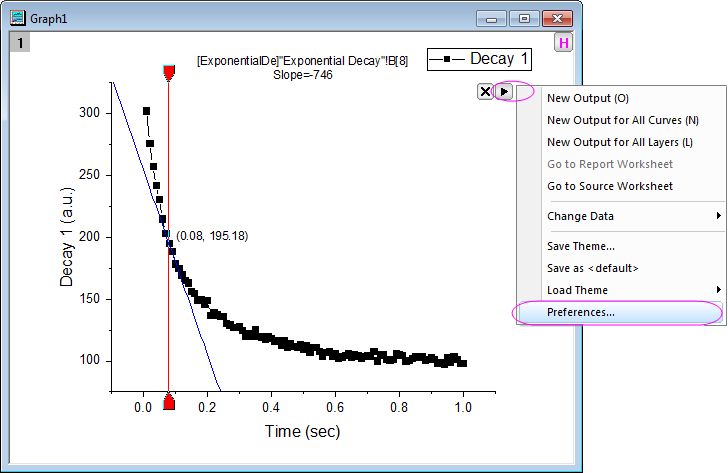 Graph1
1
H
[ExponentialDe]"Exponential Decay"!B[8]
Slope=-746
Decay 1
New Output (O)
New Output for All Curves (N)
New Output for All Layers (L)
Go to Report Worksheet
Go to Source Worksheet
Change Data
Save Theme...
Save as <default>
Load Theme
Preferences...
300
250
200
150
100
Decay 1 (a.u.)
(0.08, 195.18)
0.0 0.2 0.4 0.6 0.8 1.0
Time (sec)